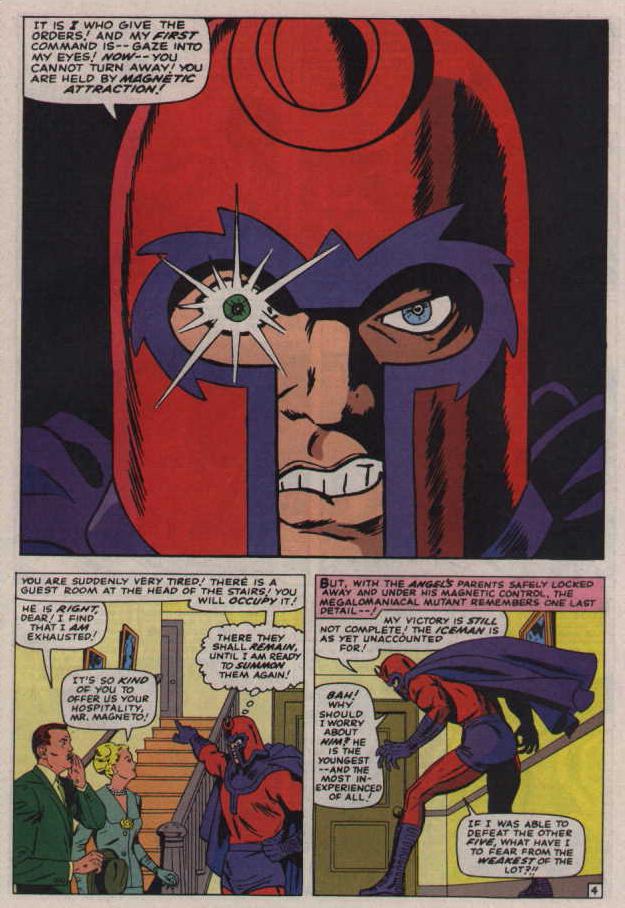 IT IS I WHO GIVE THE
ORDERS! AND MY FIRST
COMMAND IS-- GAZE INTO
MY EYES! NOW-- YOU
CANNOT TURN AWAY! YOU
ARE HELD BY MAGNETIC
ATTRACTION!
YOU ARE SUDDENLY VERY TIRED! THERE IS A
GUEST ROOM AT THE HEAD OF THE STAIRS! YOU
WILL OCCUPY IT!
HE IS RIGHT,
DEAR! I FIND
THAT I AM
EXHAUSTED!
IT'S SO KIND
OF YOU TO
OFFER US YOUR
HOSPITALITY,
MR. MAGNETO!
THERE THEY
SHALL REMAIN,
UNTIL I AM READY
TO SUMMON
THEM AGAIN!
BUT, WITH THE ANGEL'S PARENTS SAFELY LOCKED
AWAY AND UNDER HIS MAGNETIC CONTROL, THE
MEGALOMANIACAL MUTANT REMEMBERS ONE LAST
DETAIL--!
MY VICTORY IS STILL
NOT COMPLETE! THE ICEMAN IS
AS YET UNACCOUNTED
FOR!
BAH!
WHY
SHOULD
I WORRY
ABOUT
HIM? HE
IS THE
YOUNGEST
--AND THE
MOST IN-
EXPERIENCED
OF ALL!
IF I WAS ABLE TO
DEFEAT THE OTHER
FIVE, WHAT HAVE I
TO FEAR FROM THE
WEAKEST OF THE
LOT?!!
4